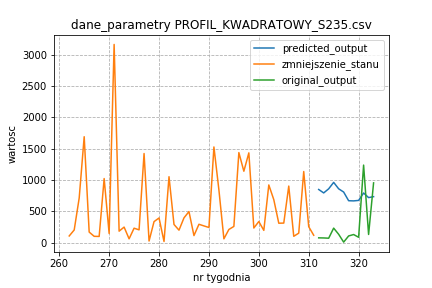 dane_parametry PROFIL_KWADRATOWY_S235.csv
predicted_output
zmniejszenie_stanu
original_output
wartosc
3000
2500
2000
1500
1000
500
0
260 270 280 290 300 310 320
nr tygodnia